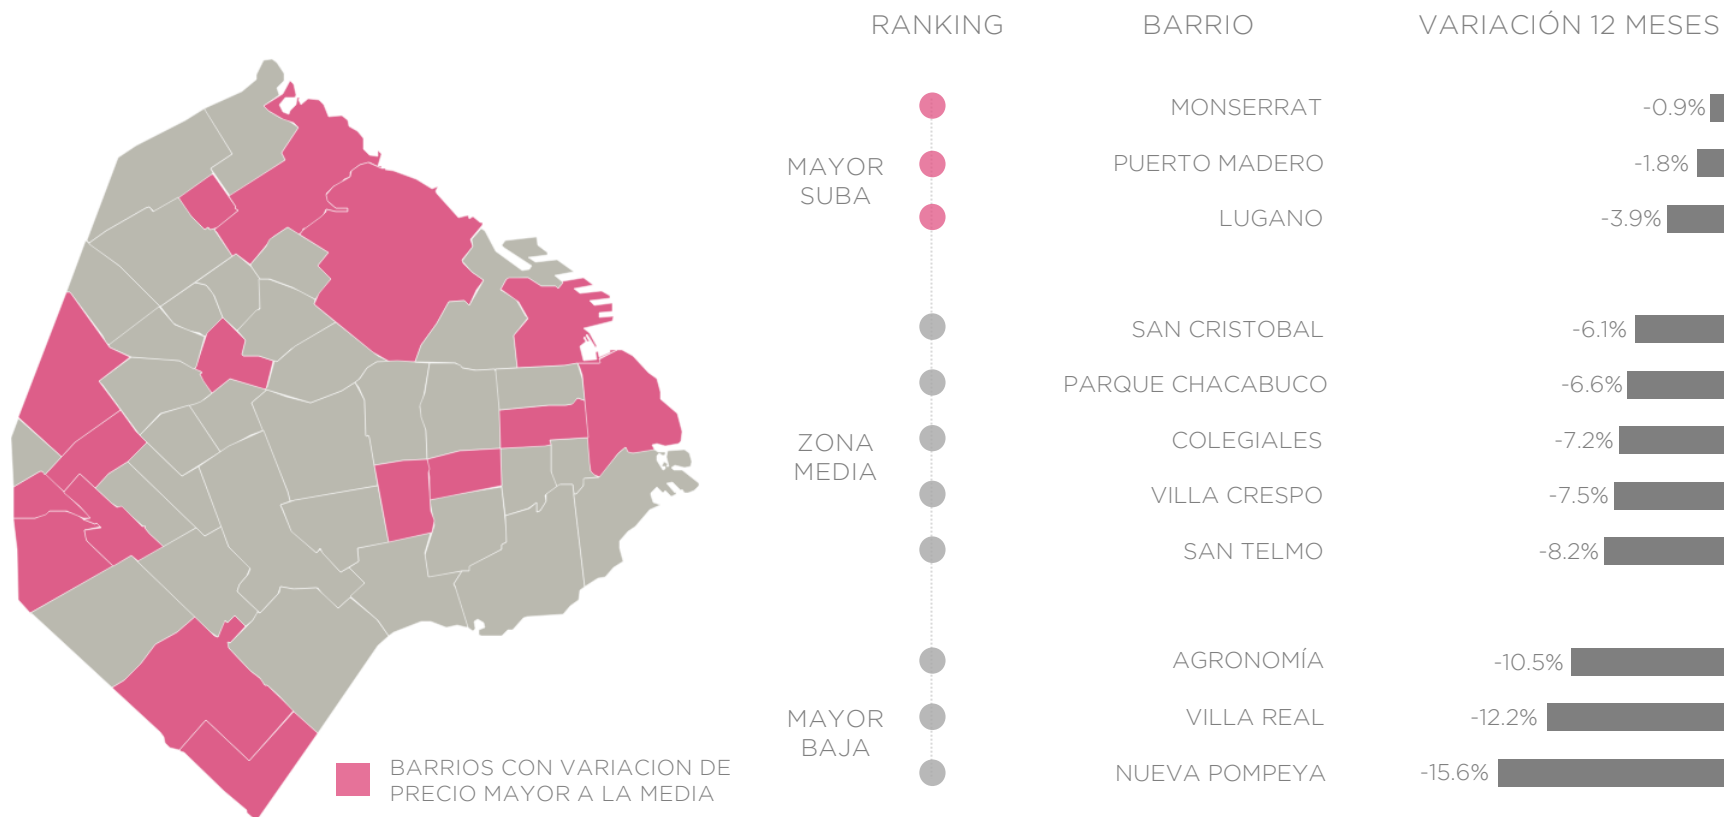 RANKING BARRIO VARIACIÓN 12 MESES
MAYOR
SUBA
MONSERRAT -0.9%
PUERTO MADERO -1.8%
LUGANO -3.9%
ZONA
MEDIA
SAN CRISTOBAL -6.1%
PARQUE CHACABUCO -6.6%
COLEGIALES -7.2%
VILLA CRESPO -7.5%
SAN TELMO -8.2%
MAYOR
BAJA
AGRONOMÍA -10.5%
VILLA REAL -12.2%
NUEVA POMPEYA -15.6%
BARRIOS CON VARIACION DE
PRECIO MAYOR A LA MEDIA